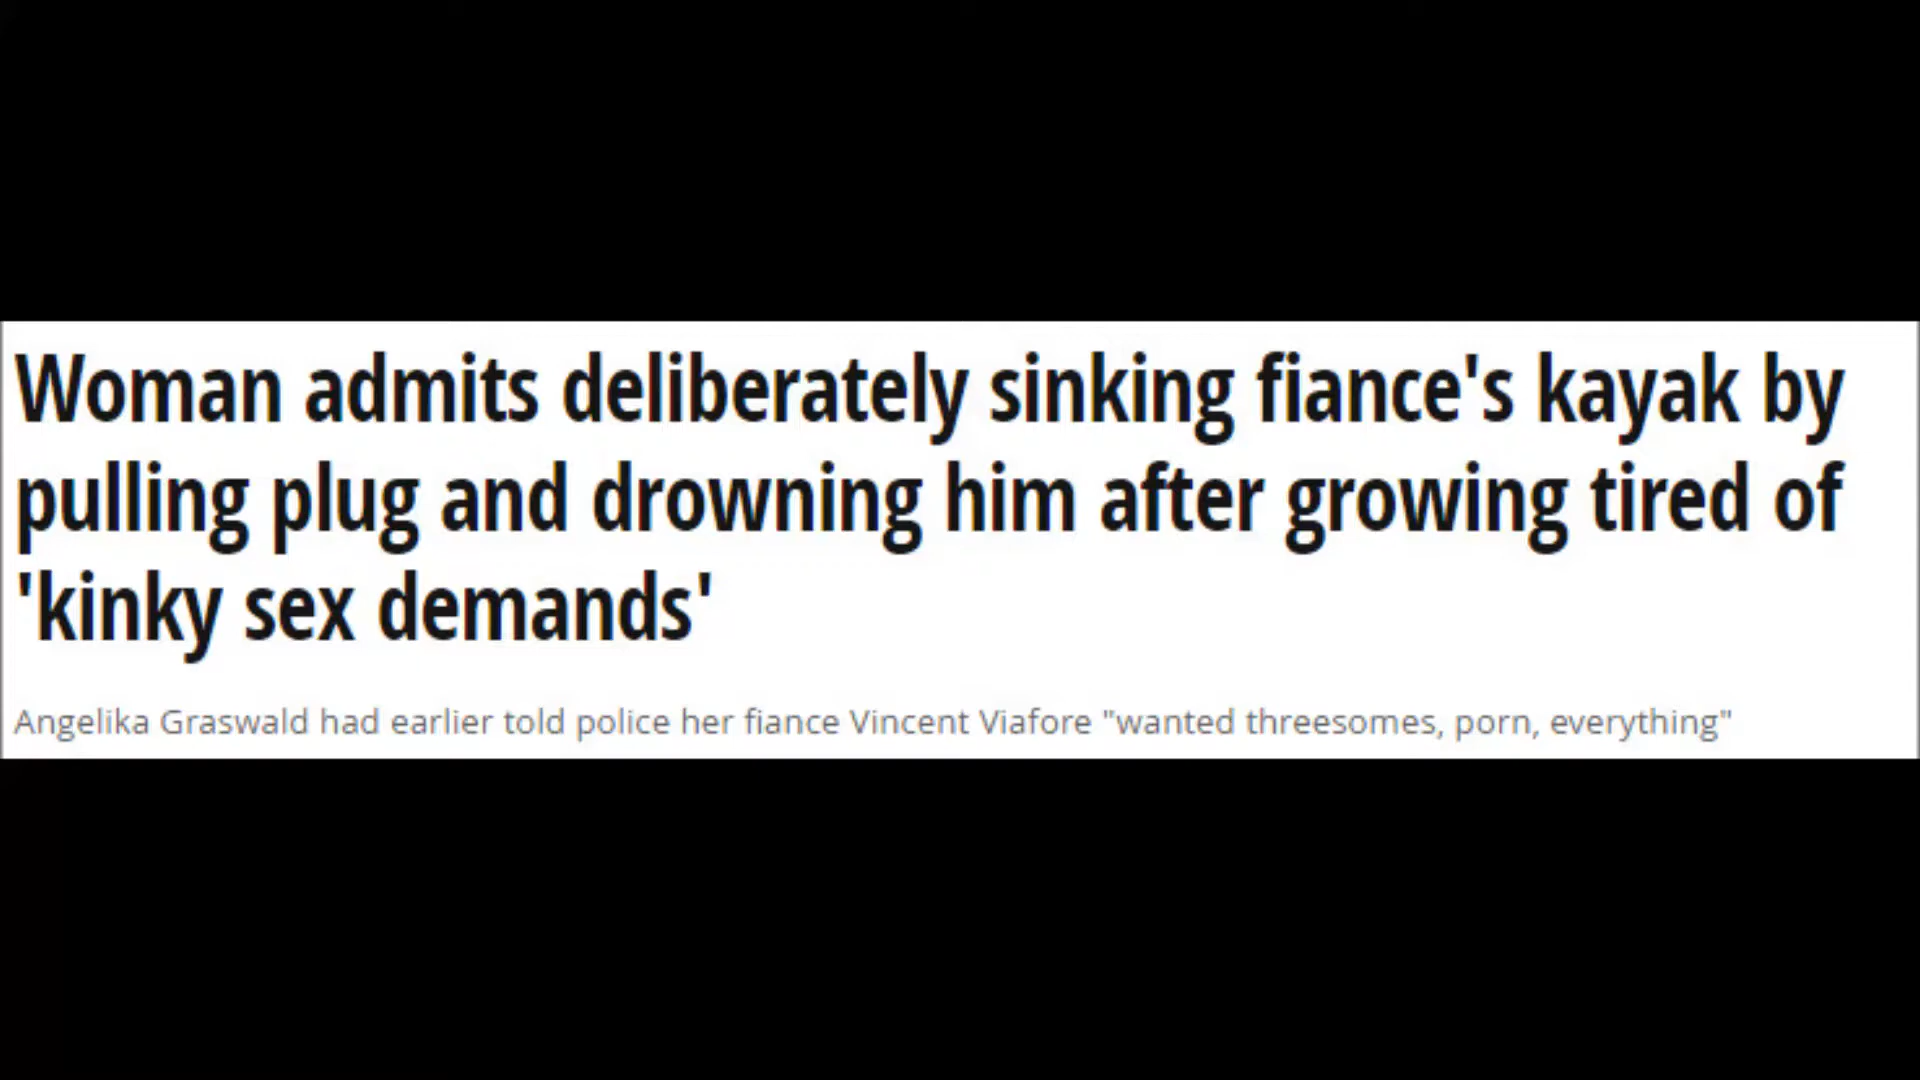 Woman admits deliberately sinking fiance's kayak by
pulling plug and drowning him after growing tired of
'kinky sex demands'
Angelika Graswald had earlier told police her fiance Vincent Viafore "wanted threesomes, porn, everything"